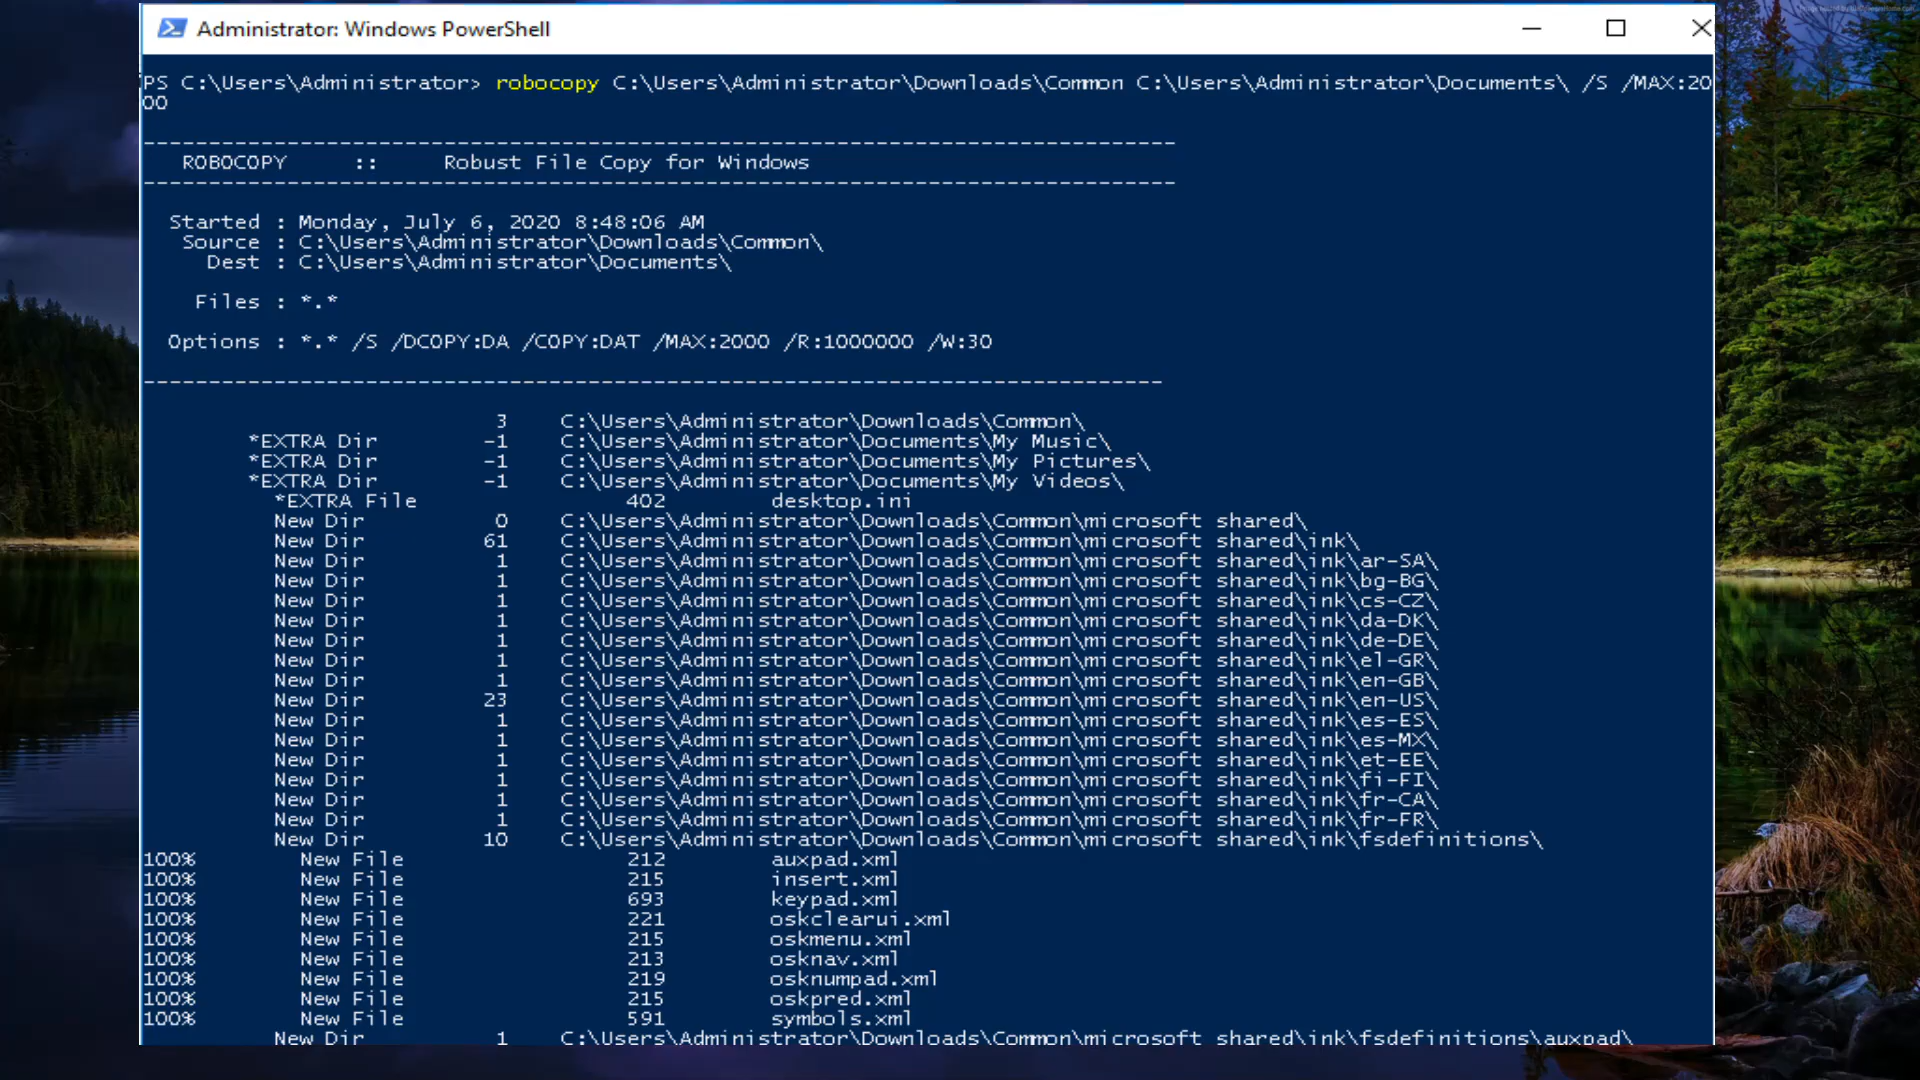 Administrator: Windows PowerShell
PS C:\Users\Administrator> robocopy C:\Users\Administrator\Downloads\Common C:\Users\Administrator\Documents\ /S /MAX:20
00
-------------------------------------------------------------------------------
ROBOCOPY :: Robust File Copy for Windows
-------------------------------------------------------------------------------
Started : Monday, July 6, 2020 8:48:06 AM
Source : C:\Users\Administrator\Downloads\Common\
Dest : C:\Users\Administrator\Documents\
Files : *.*
Options : *.* /S /DCOPY:DA /COPY:DAT /MAX:2000 /R:1000000 /W:30
------------------------------------------------------------------------------
3 C:\Users\Administrator\Downloads\Common\
*EXTRA Dir -1 C:\Users\Administrator\Documents\My Music\
*EXTRA Dir -1 C:\Users\Administrator\Documents\My Pictures\
*EXTRA Dir -1 C:\Users\Administrator\Documents\My Videos\
*EXTRA File 402 desktop.ini
New Dir 0 C:\Users\Administrator\Downloads\Common\microsoft shared\
New Dir 61 C:\Users\Administrator\Downloads\Common\microsoft shared\ink\
New Dir 1 C:\Users\Administrator\Downloads\Common\microsoft shared\ink\ar-SA\
New Dir 1 C:\Users\Administrator\Downloads\Common\microsoft shared\ink\bg-BG\
New Dir 1 C:\Users\Administrator\Downloads\Common\microsoft shared\ink\cs-CZ\
New Dir 1 C:\Users\Administrator\Downloads\Common\microsoft shared\ink\da-DK\
New Dir 1 C:\Users\Administrator\Downloads\Common\microsoft shared\ink\de-DE\
New Dir 1 C:\Users\Administrator\Downloads\Common\microsoft shared\ink\el-GR\
New Dir 1 C:\Users\Administrator\Downloads\Common\microsoft shared\ink\en-GB\
New Dir 23 C:\Users\Administrator\Downloads\Common\microsoft shared\ink\en-US\
New Dir 1 C:\Users\Administrator\Downloads\Common\microsoft shared\ink\es-ES\
New Dir 1 C:\Users\Administrator\Downloads\Common\microsoft shared\ink\es-MX\
New Dir 1 C:\Users\Administrator\Downloads\Common\microsoft shared\ink\et-EE\
New Dir 1 C:\Users\Administrator\Downloads\Common\microsoft shared\ink\fi-FI\
New Dir 1 C:\Users\Administrator\Downloads\Common\microsoft shared\ink\fr-CA\
New Dir 1 C:\Users\Administrator\Downloads\Common\microsoft shared\ink\fr-FR\
New Dir 10 C:\Users\Administrator\Downloads\Common\microsoft shared\ink\fsdefinitions\
100% New File 212 auxpad.xml
100% New File 215 insert.xml
100% New File 693 keypad.xml
100% New File 221 oskclearui.xml
100% New File 215 oskmenu.xml
100% New File 213 osknav.xml
100% New File 219 osknumpad.xml
100% New File 215 oskpred.xml
100% New File 591 symbols.xml
New Dir 1 C:\Users\Administrator\Downloads\Common\microsoft shared\ink\fsdefinitions\auxpad\